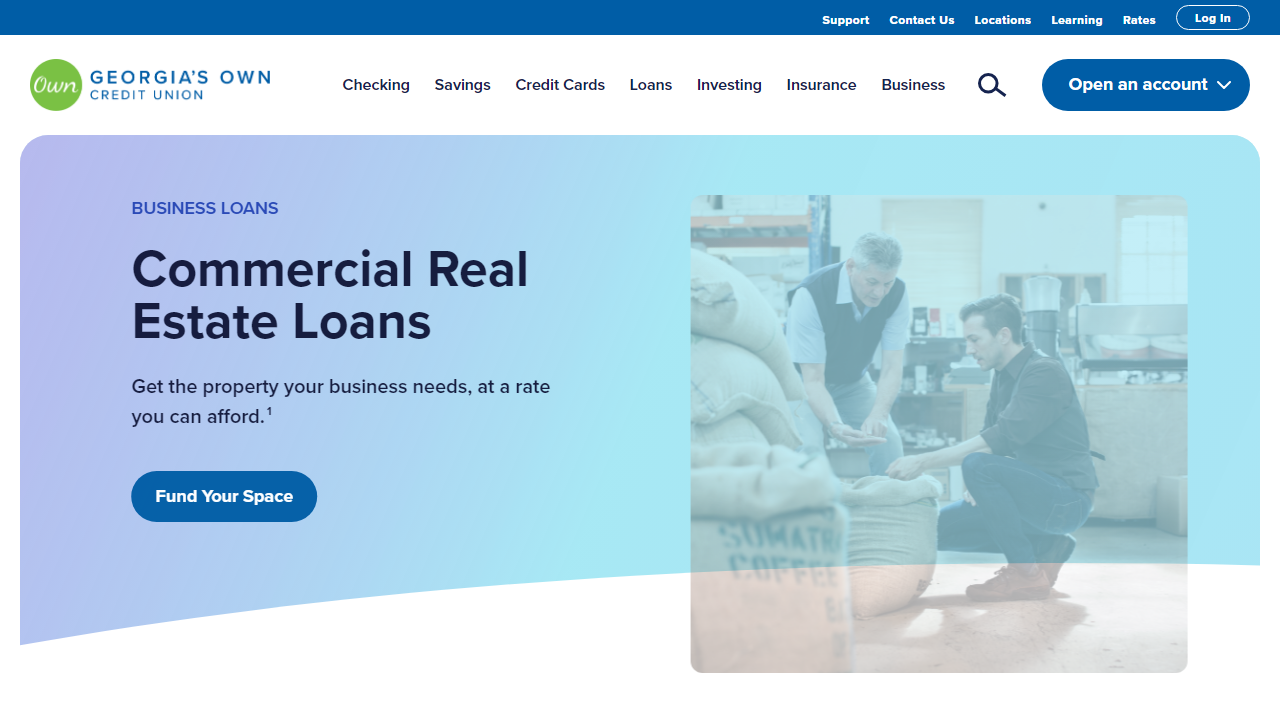 Support Contact Us Locations Learning Rates Log In
Own GEORGIA'S OWN
CREDIT UNION
Checking Savings Credit Cards Loans Investing Insurance Business Open an account
BUSINESS LOANS
Commercial Real
Estate Loans
Get the property your business needs, at a rate
you can afford.¹
Fund Your Space
SUMATR
COFFEE